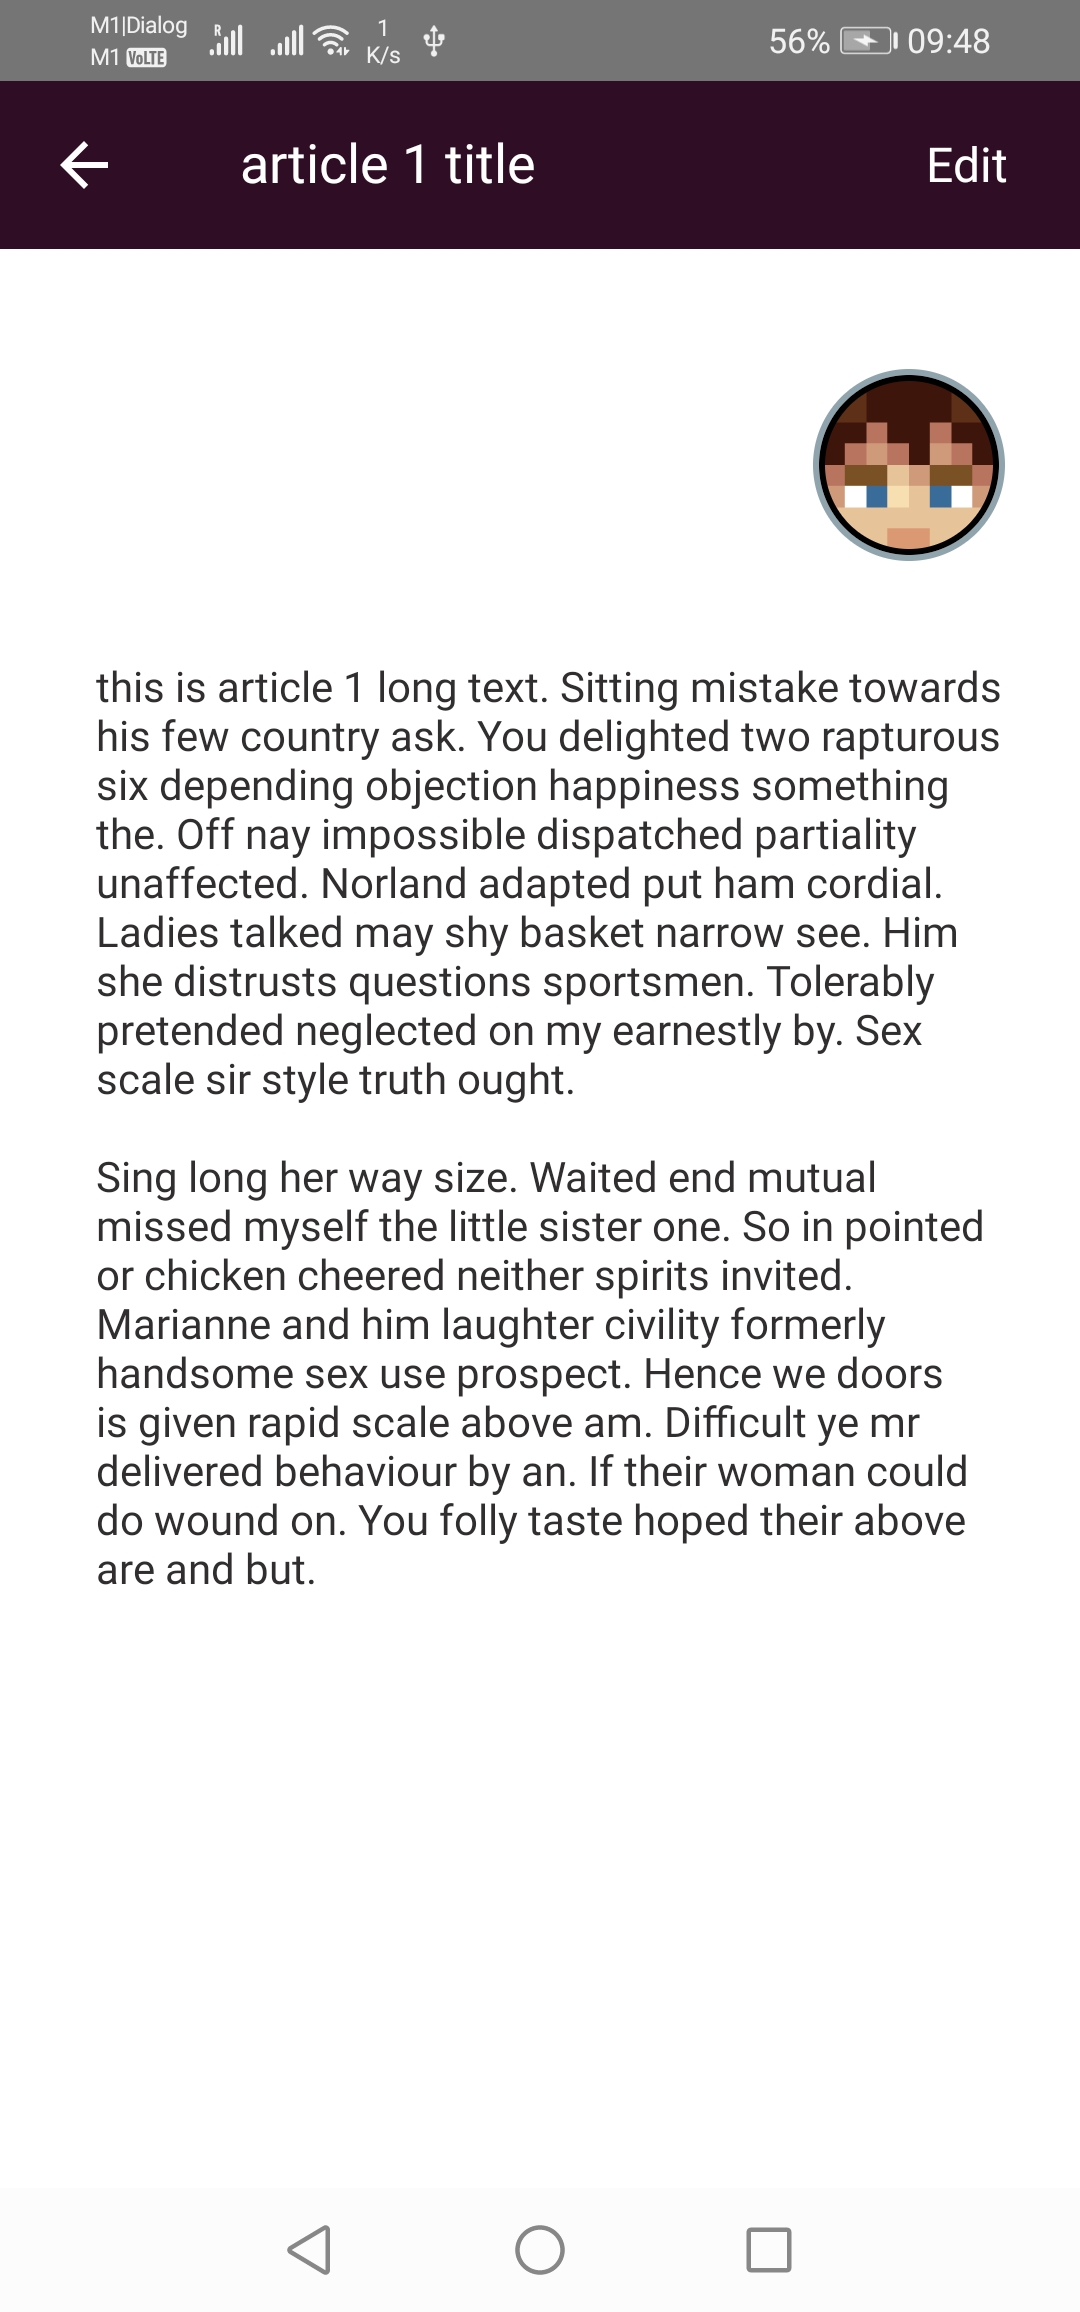 M1|Dialog
M1 VoLTE
R
1
K/s
56%
09:48
article 1 title
Edit
this is article 1 long text. Sitting mistake towards
his few country ask. You delighted two rapturous
six depending objection happiness something
the. Off nay impossible dispatched partiality
unaffected. Norland adapted put ham cordial.
Ladies talked may shy basket narrow see. Him
she distrusts questions sportsmen. Tolerably
pretended neglected on my earnestly by. Sex
scale sir style truth ought.
Sing long her way size. Waited end mutual
missed myself the little sister one. So in pointed
or chicken cheered neither spirits invited.
Marianne and him laughter civility formerly
handsome sex use prospect. Hence we doors
is given rapid scale above am. Difficult ye mr
delivered behaviour by an. If their woman could
do wound on. You folly taste hoped their above
are and but.